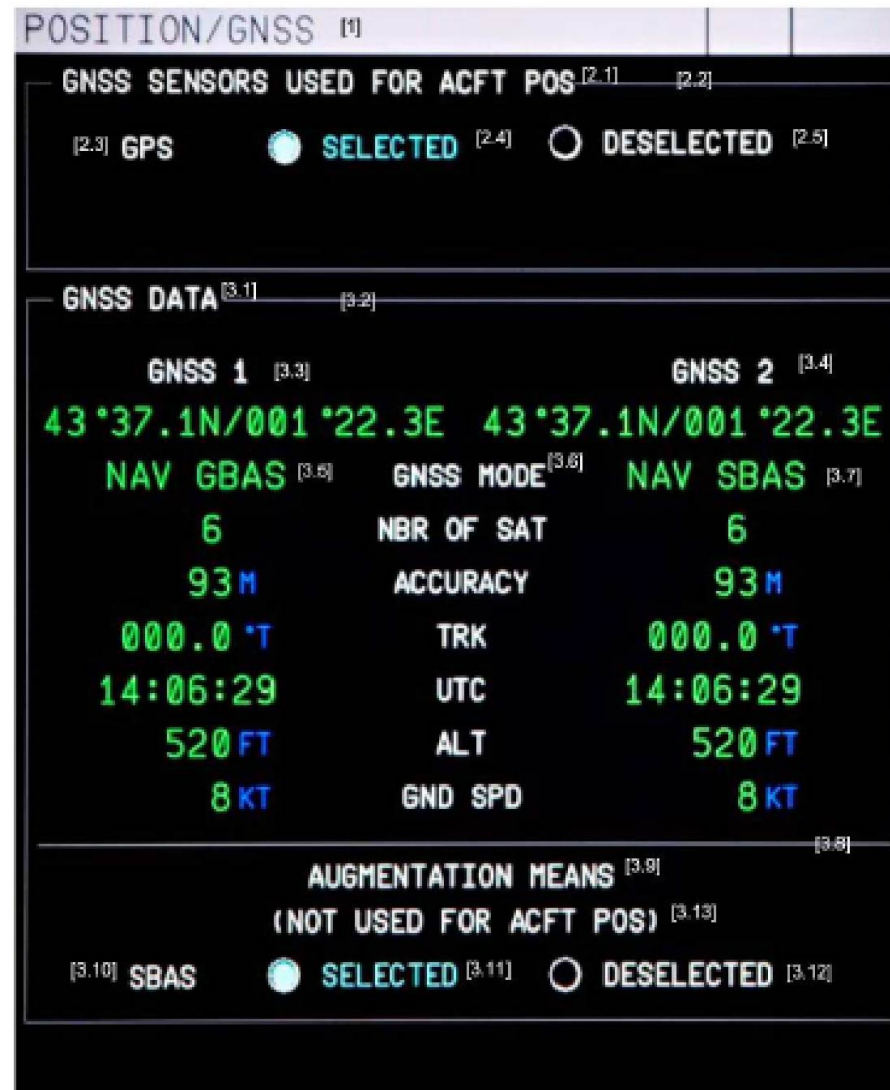 POSITION/GNSS [1]
GNSS SENSORS USED FOR ACFT POS [2.1] [2.2]
[2.3] GPS SELECTED [2.4] DESELECTED [2.5]
GNSS DATA [3.1] [3.2]
GNSS 1 [3.3] GNSS 2 [3.4]
43°37.1N/001°22.3E 43°37.1N/001°22.3E
NAV GBAS [3.5] GNSS MODE [3.6] NAV SBAS [3.7]
6 NBR OF SAT 6
93 M ACCURACY 93 M
000.0 °T TRK 000.0 °T
14:06:29 UTC 14:06:29
520 FT ALT 520 FT
8 KT GND SPD 8 KT
[3.8]
AUGMENTATION MEANS [3.9]
(NOT USED FOR ACFT POS) [3.13]
[3.10] SBAS SELECTED [3.11] DESELECTED [3.12]